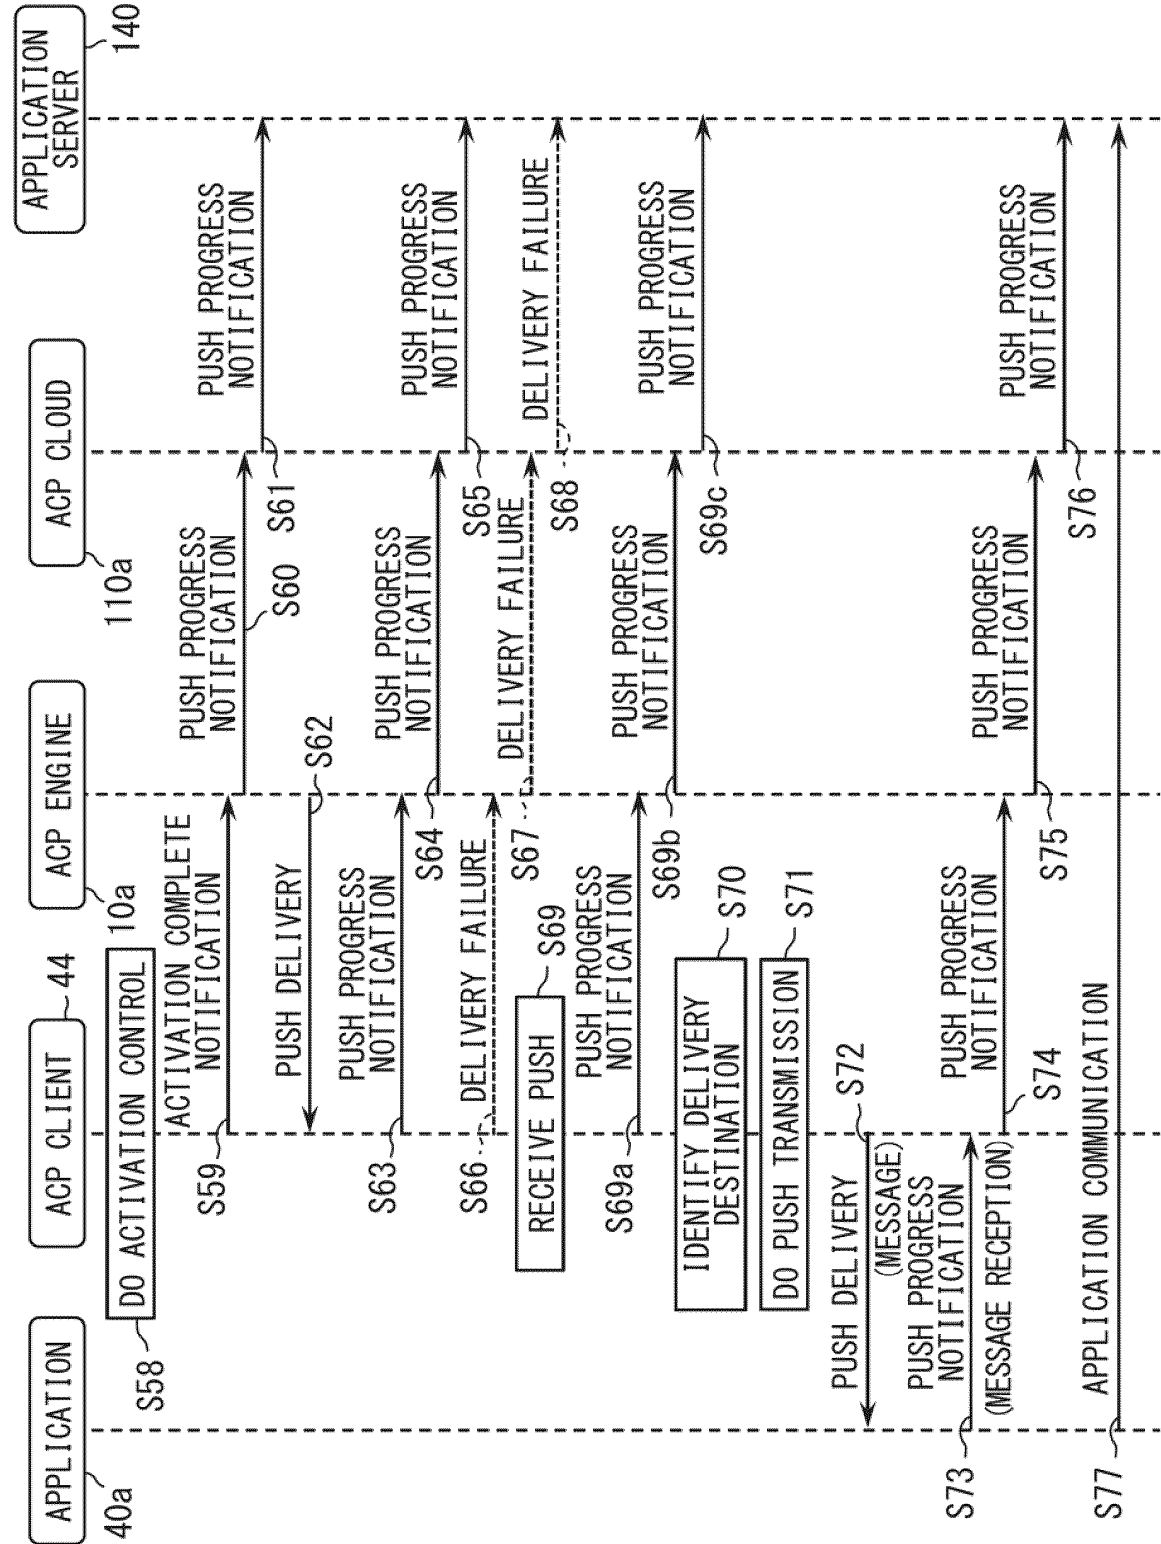 APPLICATION
40a
ACP CLIENT
44
ACP ENGINE
10a
ACP CLOUD
110a
APPLICATION
SERVER
140
S58
DO ACTIVATION CONTROL
ACTIVATION COMPLETE
NOTIFICATION
S59
PUSH PROGRESS
NOTIFICATION
S60
PUSH PROGRESS
NOTIFICATION
S61
PUSH DELIVERY
S62
PUSH PROGRESS
NOTIFICATION
S63
PUSH PROGRESS
NOTIFICATION
S64
PUSH PROGRESS
NOTIFICATION
S65
DELIVERY FAILURE
S66
DELIVERY FAILURE
S67
DELIVERY FAILURE
S68
RECEIVE PUSH
S69
PUSH PROGRESS
NOTIFICATION
S69a
PUSH PROGRESS
NOTIFICATION
S69b
PUSH PROGRESS
NOTIFICATION
S69c
IDENTIFY DELIVERY
DESTINATION
S70
DO PUSH TRANSMISSION
S71
PUSH DELIVERY
(MESSAGE)
S72
PUSH PROGRESS
NOTIFICATION
(MESSAGE RECEPTION)
S73
PUSH PROGRESS
NOTIFICATION
S74
PUSH PROGRESS
NOTIFICATION
S75
PUSH PROGRESS
NOTIFICATION
S76
APPLICATION COMMUNICATION
S77